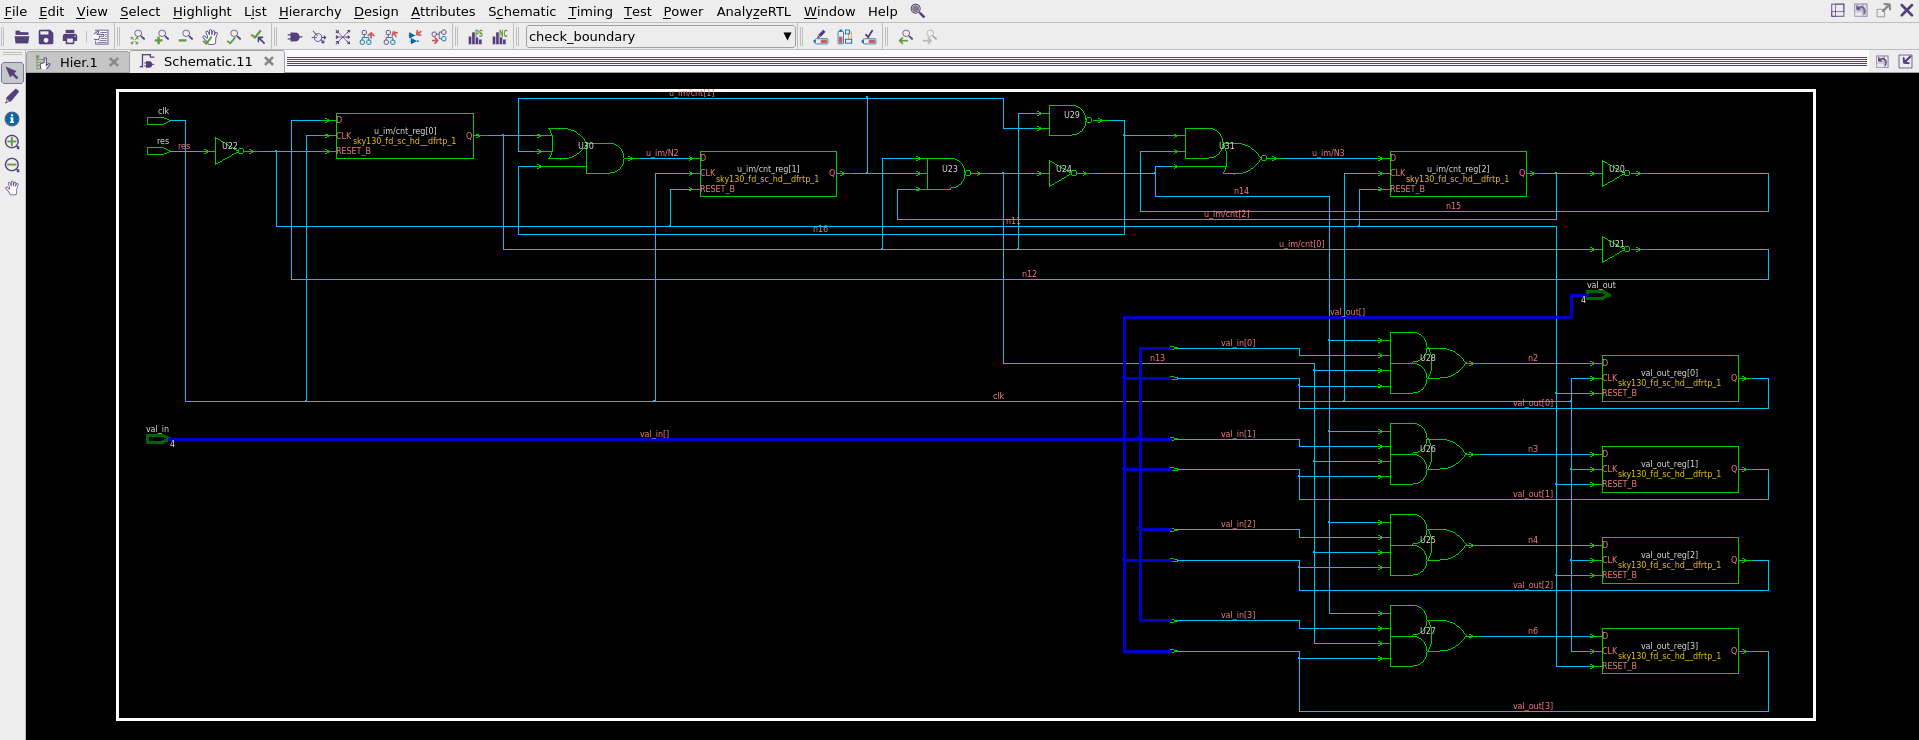 File Edit View Select Highlight List Hierarchy Design Attributes Schematic Timing Test Power AnalyzeRTL Window Help
check_boundary
Hier.1 Schematic.11
u_im/cnt[1]
clk
res res U22
D
CLK
RESET_B
u_im/cnt_reg[0]
sky130_fd_sc_hd__dfrtp_1
Q
U30
u_im/N2
D
CLK
RESET_B
u_im/cnt_reg[1]
sky130_fd_sc_hd__dfrtp_1
Q
U23
U29
U24
U31
u_im/N3
D
CLK
RESET_B
u_im/cnt_reg[2]
sky130_fd_sc_hd__dfrtp_1
Q
U20
n14
n15
u_im/cnt[2]
n11
n16
u_im/cnt[0]
U21
n12
val_out
4
val_out[]
val_in[0]
n13
U28
n2
D
CLK
RESET_B
val_out_reg[0]
sky130_fd_sc_hd__dfrtp_1
Q
clk
val_out[0]
val_in
4
val_in[]
val_in[1]
U26
n3
D
CLK
RESET_B
val_out_reg[1]
sky130_fd_sc_hd__dfrtp_1
Q
val_out[1]
val_in[2]
U25
n4
D
CLK
RESET_B
val_out_reg[2]
sky130_fd_sc_hd__dfrtp_1
Q
val_out[2]
val_in[3]
U27
n6
D
CLK
RESET_B
val_out_reg[3]
sky130_fd_sc_hd__dfrtp_1
Q
val_out[3]